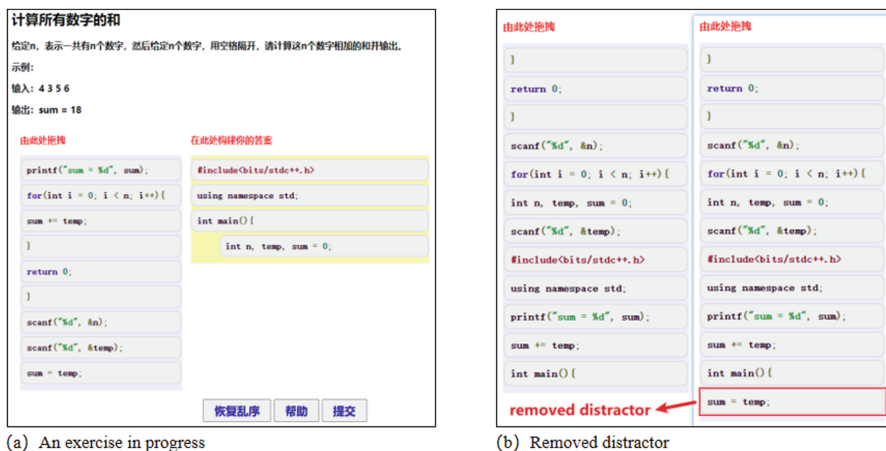 计算所有数字的和
给定n，表示一共有n个数字，然后给定n个数字，用空格隔开，请计算这n个数字相加的和并输出。
示例：
输入：4 3 5 6
输出：sum = 18
由此处拖拽
printf("sum = %d", sum);
for(int i = 0; i < n; i++){
sum += temp;
}
return 0;
}
scanf("%d", &n);
scanf("%d", &temp);
sum = temp;
在此处构建你的答案
#include<bits/stdc++.h>
using namespace std;
int main(){
int n, temp, sum = 0;
恢复乱序 帮助 提交
(a) An exercise in progress
由此处拖拽
}
return 0;
}
scanf("%d", &n);
for(int i = 0; i < n; i++){
int n, temp, sum = 0;
scanf("%d", &temp);
#include<bits/stdc++.h>
using namespace std;
printf("sum = %d", sum);
sum += temp;
int main(){
removed distractor
由此处拖拽
}
return 0;
}
scanf("%d", &n);
for(int i = 0; i < n; i++){
int n, temp, sum = 0;
scanf("%d", &temp);
#include<bits/stdc++.h>
using namespace std;
printf("sum = %d", sum);
sum += temp;
int main(){
sum = temp;
(b) Removed distractor